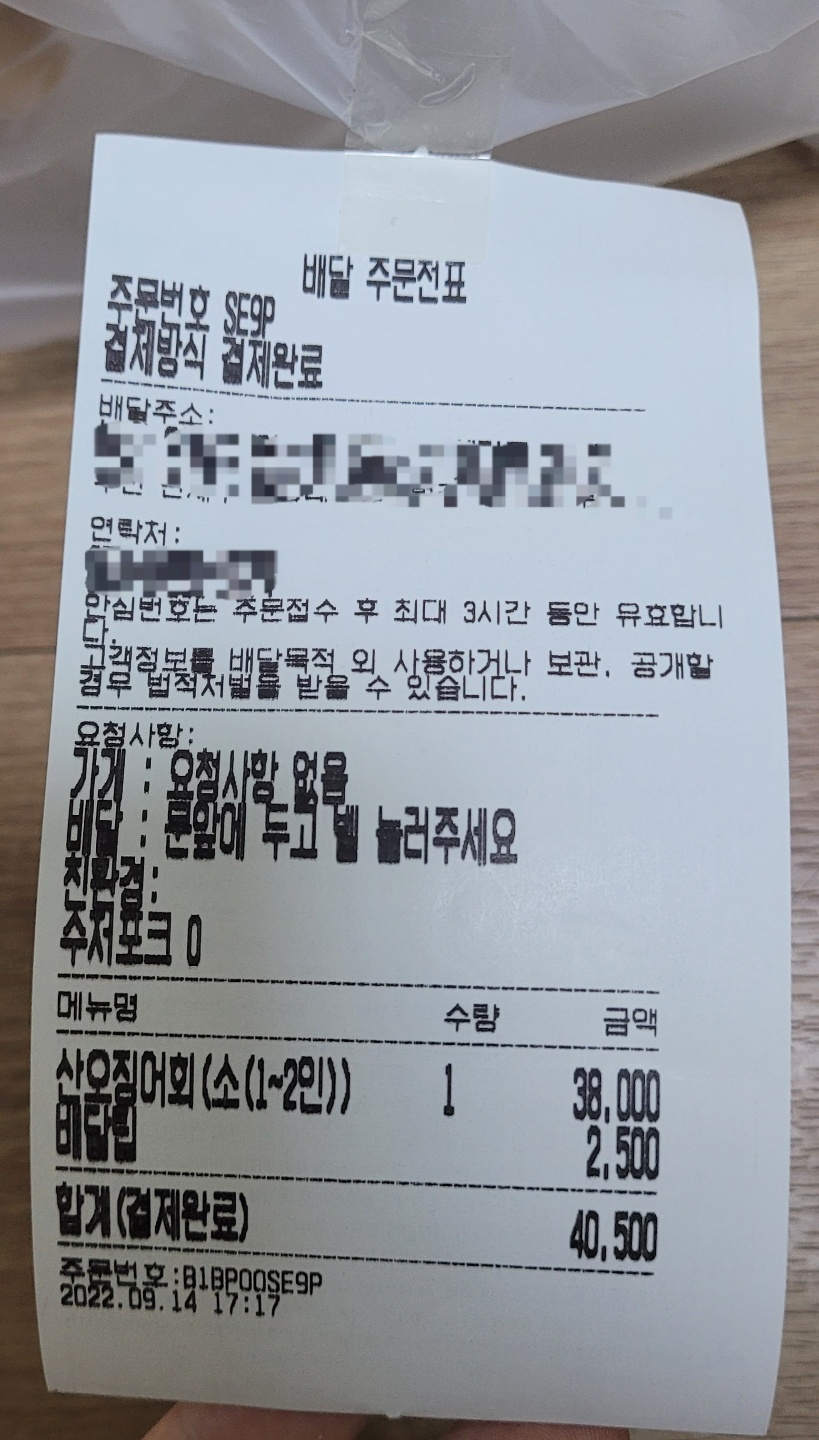 배달 주문전표
주문번호 SE9P
결제방식 결제완료
배달주소:
연락처:
안심번호는 주문접수 후 최대 3시간 동안 유효합니
다.
고객정보를 배달목적 외 사용하거나 보관, 공개할
경우 법적처벌을 받을 수 있습니다.
요청사항:
가게 : 요청사항 없음
배달 : 문앞에 두고 벨 눌러주세요
친환경:
수저포크 0
메뉴명 수량 금액
산오징어회(소(1~2인)) 1 38,000
배달팁 2,500
합계(결제완료) 40,500
주문번호:B1BP00SE9P
2022.09.14 17:17